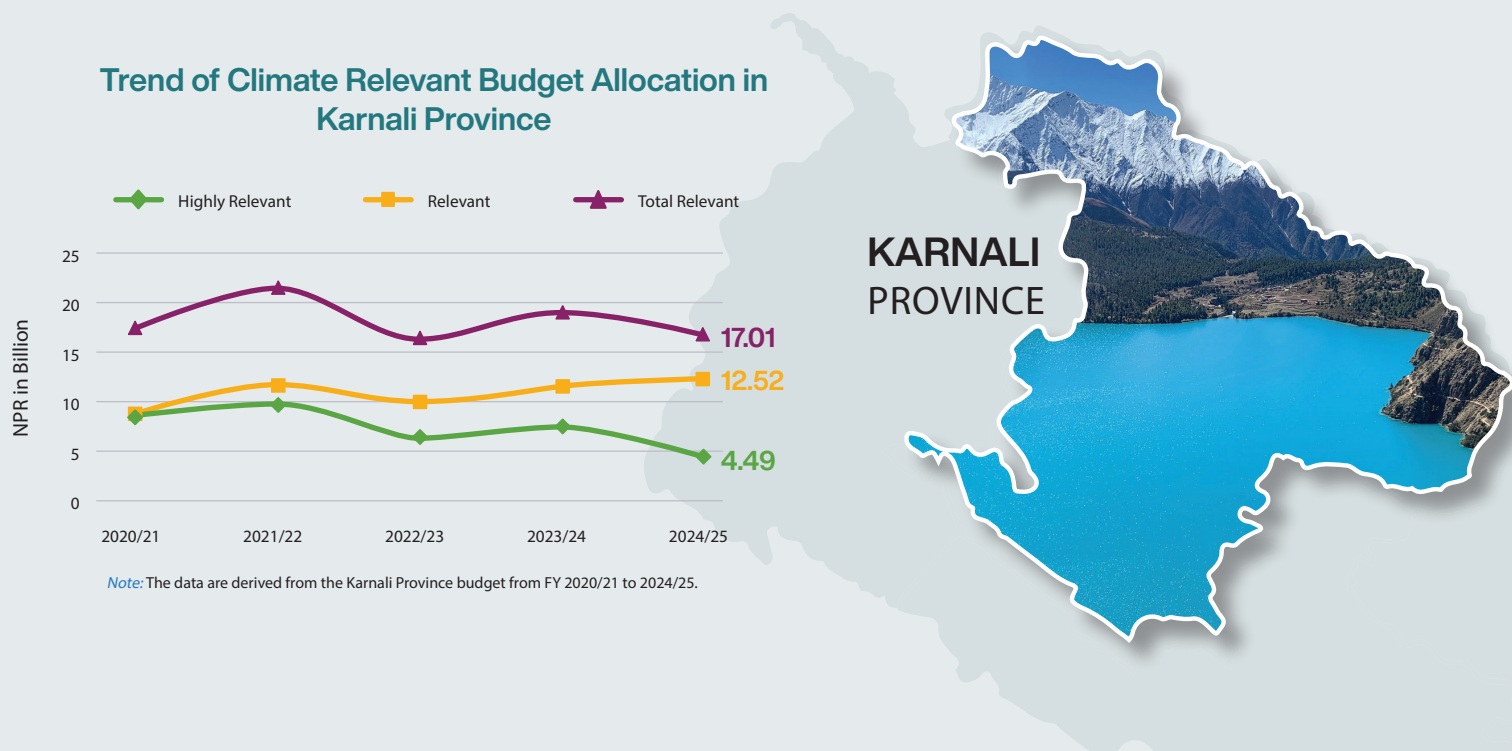 Trend of Climate Relevant Budget Allocation in
Karnali Province
Highly Relevant
Relevant
Total Relevant
NPR in Billion
25
20
15
10
5
0
17.01
12.52
4.49
2020/21
2021/22
2022/23
2023/24
2024/25
Note: The data are derived from the Karnali Province budget from FY 2020/21 to 2024/25.
KARNALI
PROVINCE